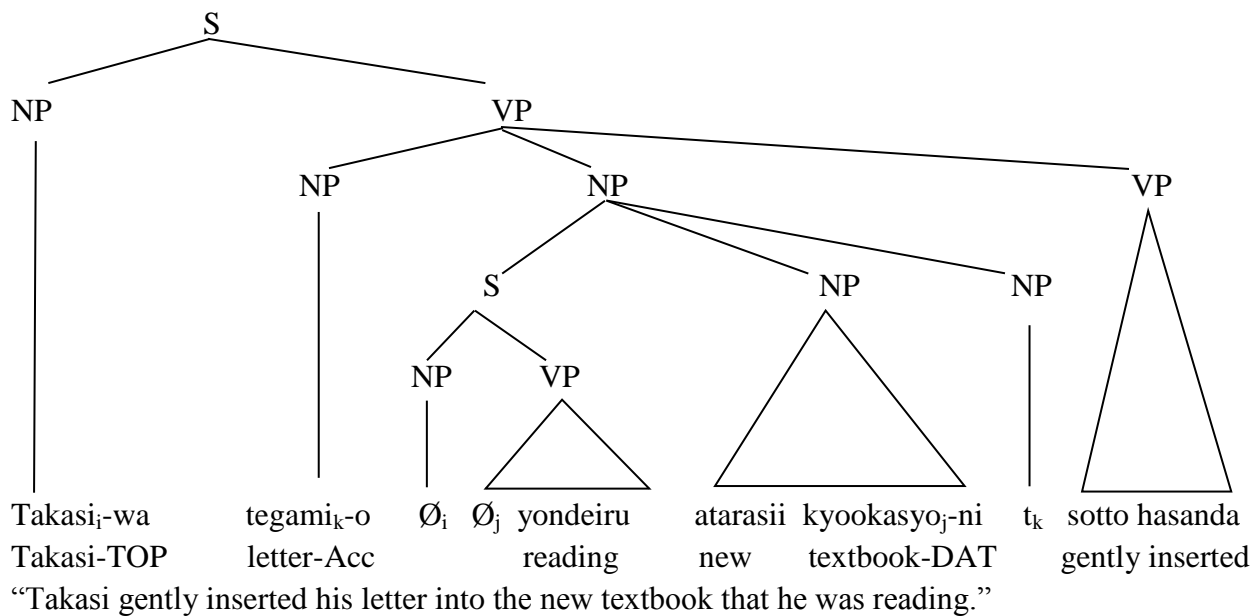 S
NP VP
NP NP VP
S NP NP
NP VP
Takasiᵢ-wa tegamiₖ-o Øᵢ Øⱼ yondeiru atarasii kyookasyoⱼ-ni tₖ sotto hasanda
Takasi-TOP letter-Acc reading new textbook-DAT gently inserted
“Takasi gently inserted his letter into the new textbook that he was reading.”